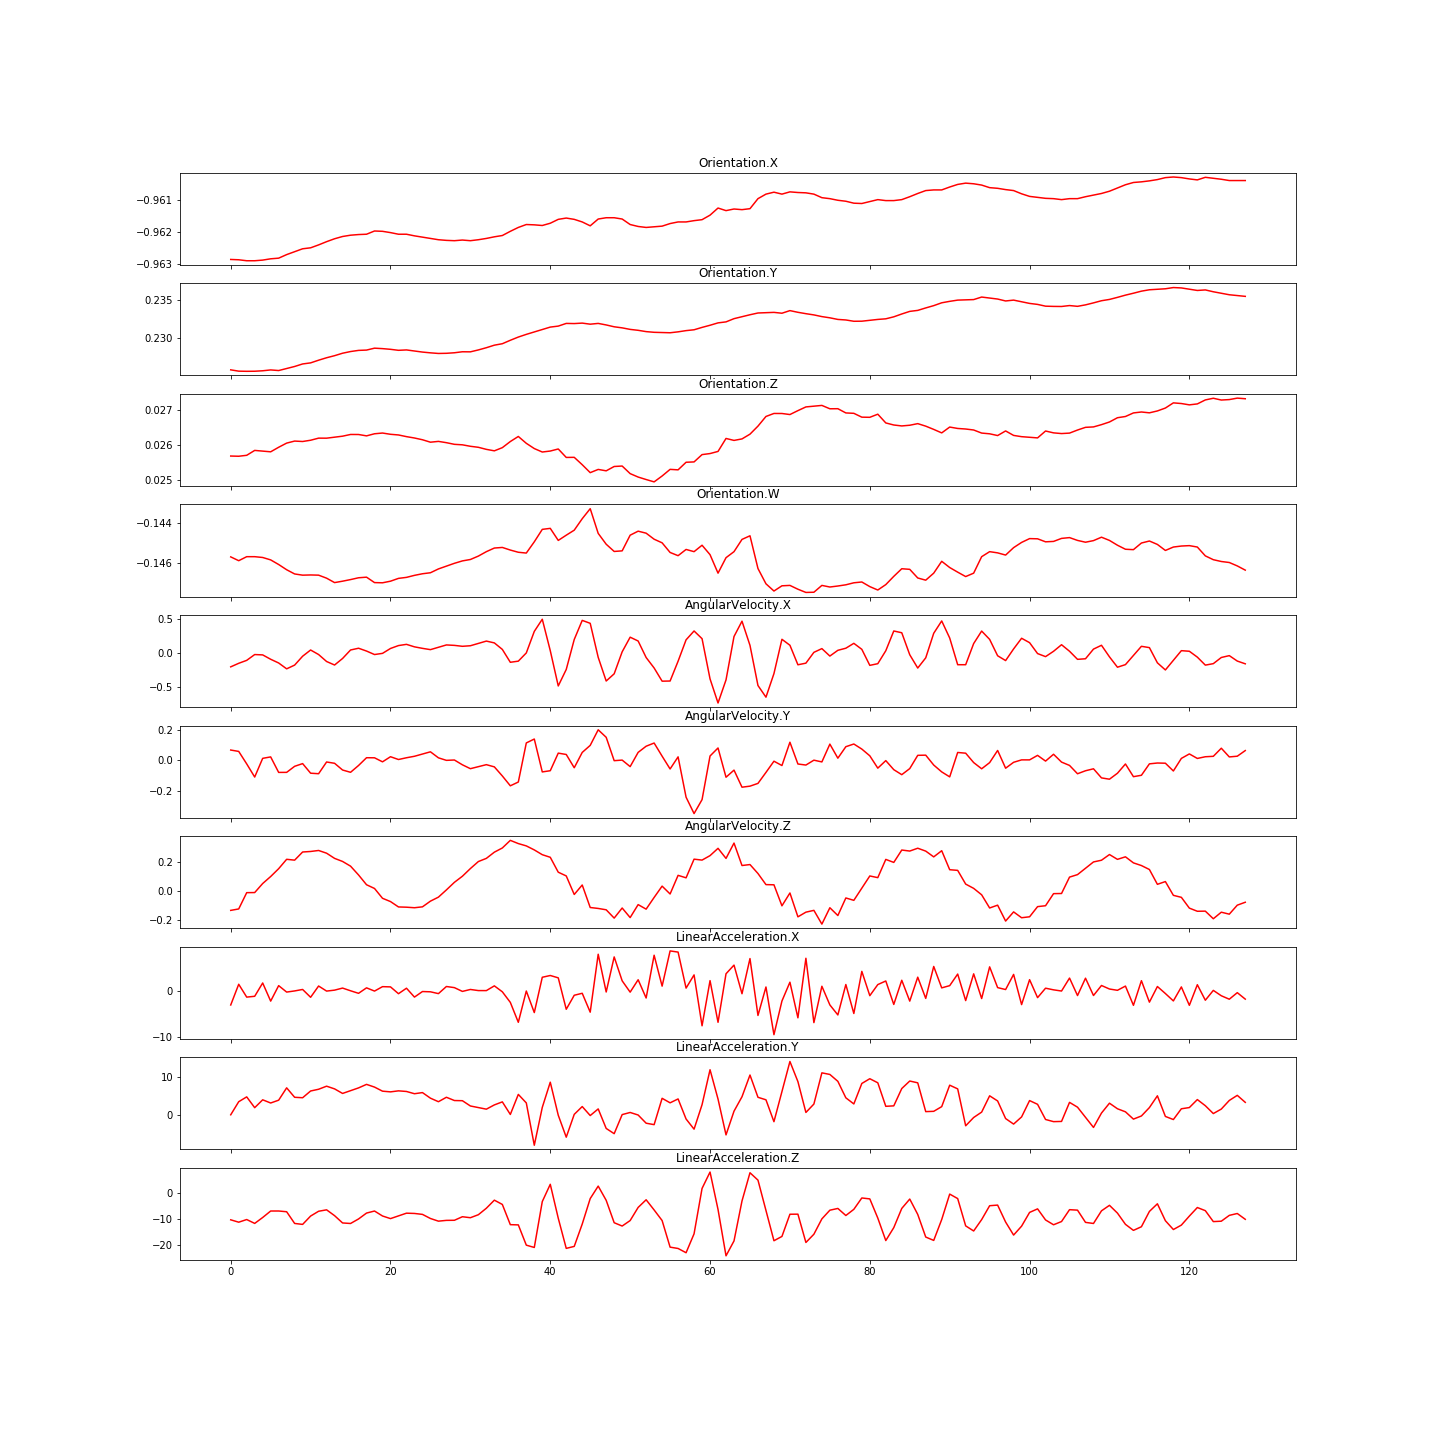 Orientation.X
−0.961
−0.962
−0.963
Orientation.Y
0.235
0.230
Orientation.Z
0.027
0.026
0.025
Orientation.W
−0.144
−0.146
AngularVelocity.X
0.5
0.0
−0.5
AngularVelocity.Y
0.2
0.0
−0.2
AngularVelocity.Z
0.2
0.0
−0.2
LinearAcceleration.X
0
−10
LinearAcceleration.Y
10
0
LinearAcceleration.Z
0
−10
−20
0 20 40 60 80 100 120